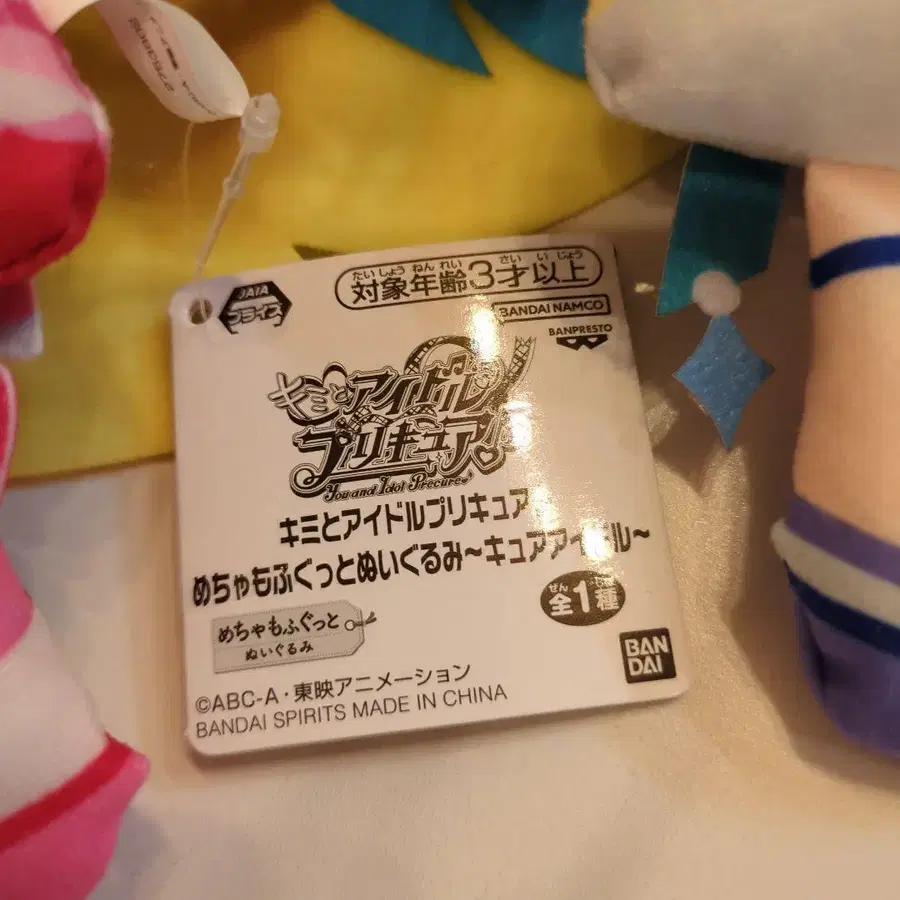 JAIA
プライズ
たいしょうねんれい さい いじょう
対象年齢3才以上
BANDAI NAMCO
BANPRESTO
キミとアイドル
プリキュア♪
You and Idol Precure♪
キミとアイドルプリキュア
めちゃもふぐっとぬいぐるみ～キュアアイドル～
ぜん しゅ
全1種
めちゃもふぐっと
ぬいぐるみ
BAN
DAI
©ABC-A・東映アニメーション
BANDAI SPIRITS MADE IN CHINA